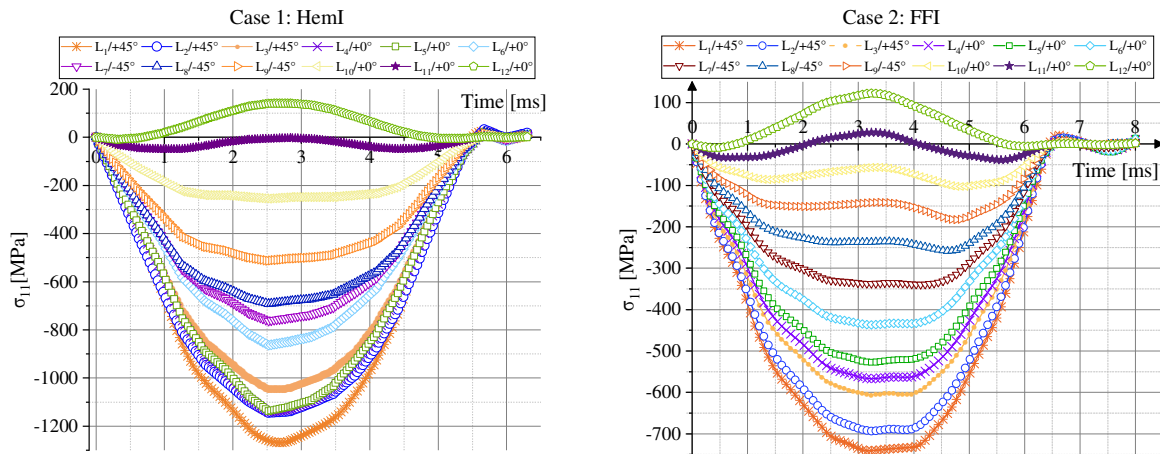 Case 1: HemI
L₁/+45° L₂/+45° L₃/+45° L₄/+0° L₅/+0° L₆/+0°
L₇/-45° L₈/-45° L₉/-45° L₁₀/+0° L₁₁/+0° L₁₂/+0°
200
0
-200
-400
-600
-800
-1000
-1200
σ₁₁[MPa]
Time [ms]
0 1 2 3 4 5 6
Case 2: FFI
L₁/+45° L₂/+45° L₃/+45° L₄/+0° L₅/+0° L₆/+0°
L₇/-45° L₈/-45° L₉/-45° L₁₀/+0° L₁₁/+0° L₁₂/+0°
100
0
-100
-200
-300
-400
-500
-600
-700
σ₁₁ [MPa]
0 1 2 3 4 5 6 7 8
Time [ms]